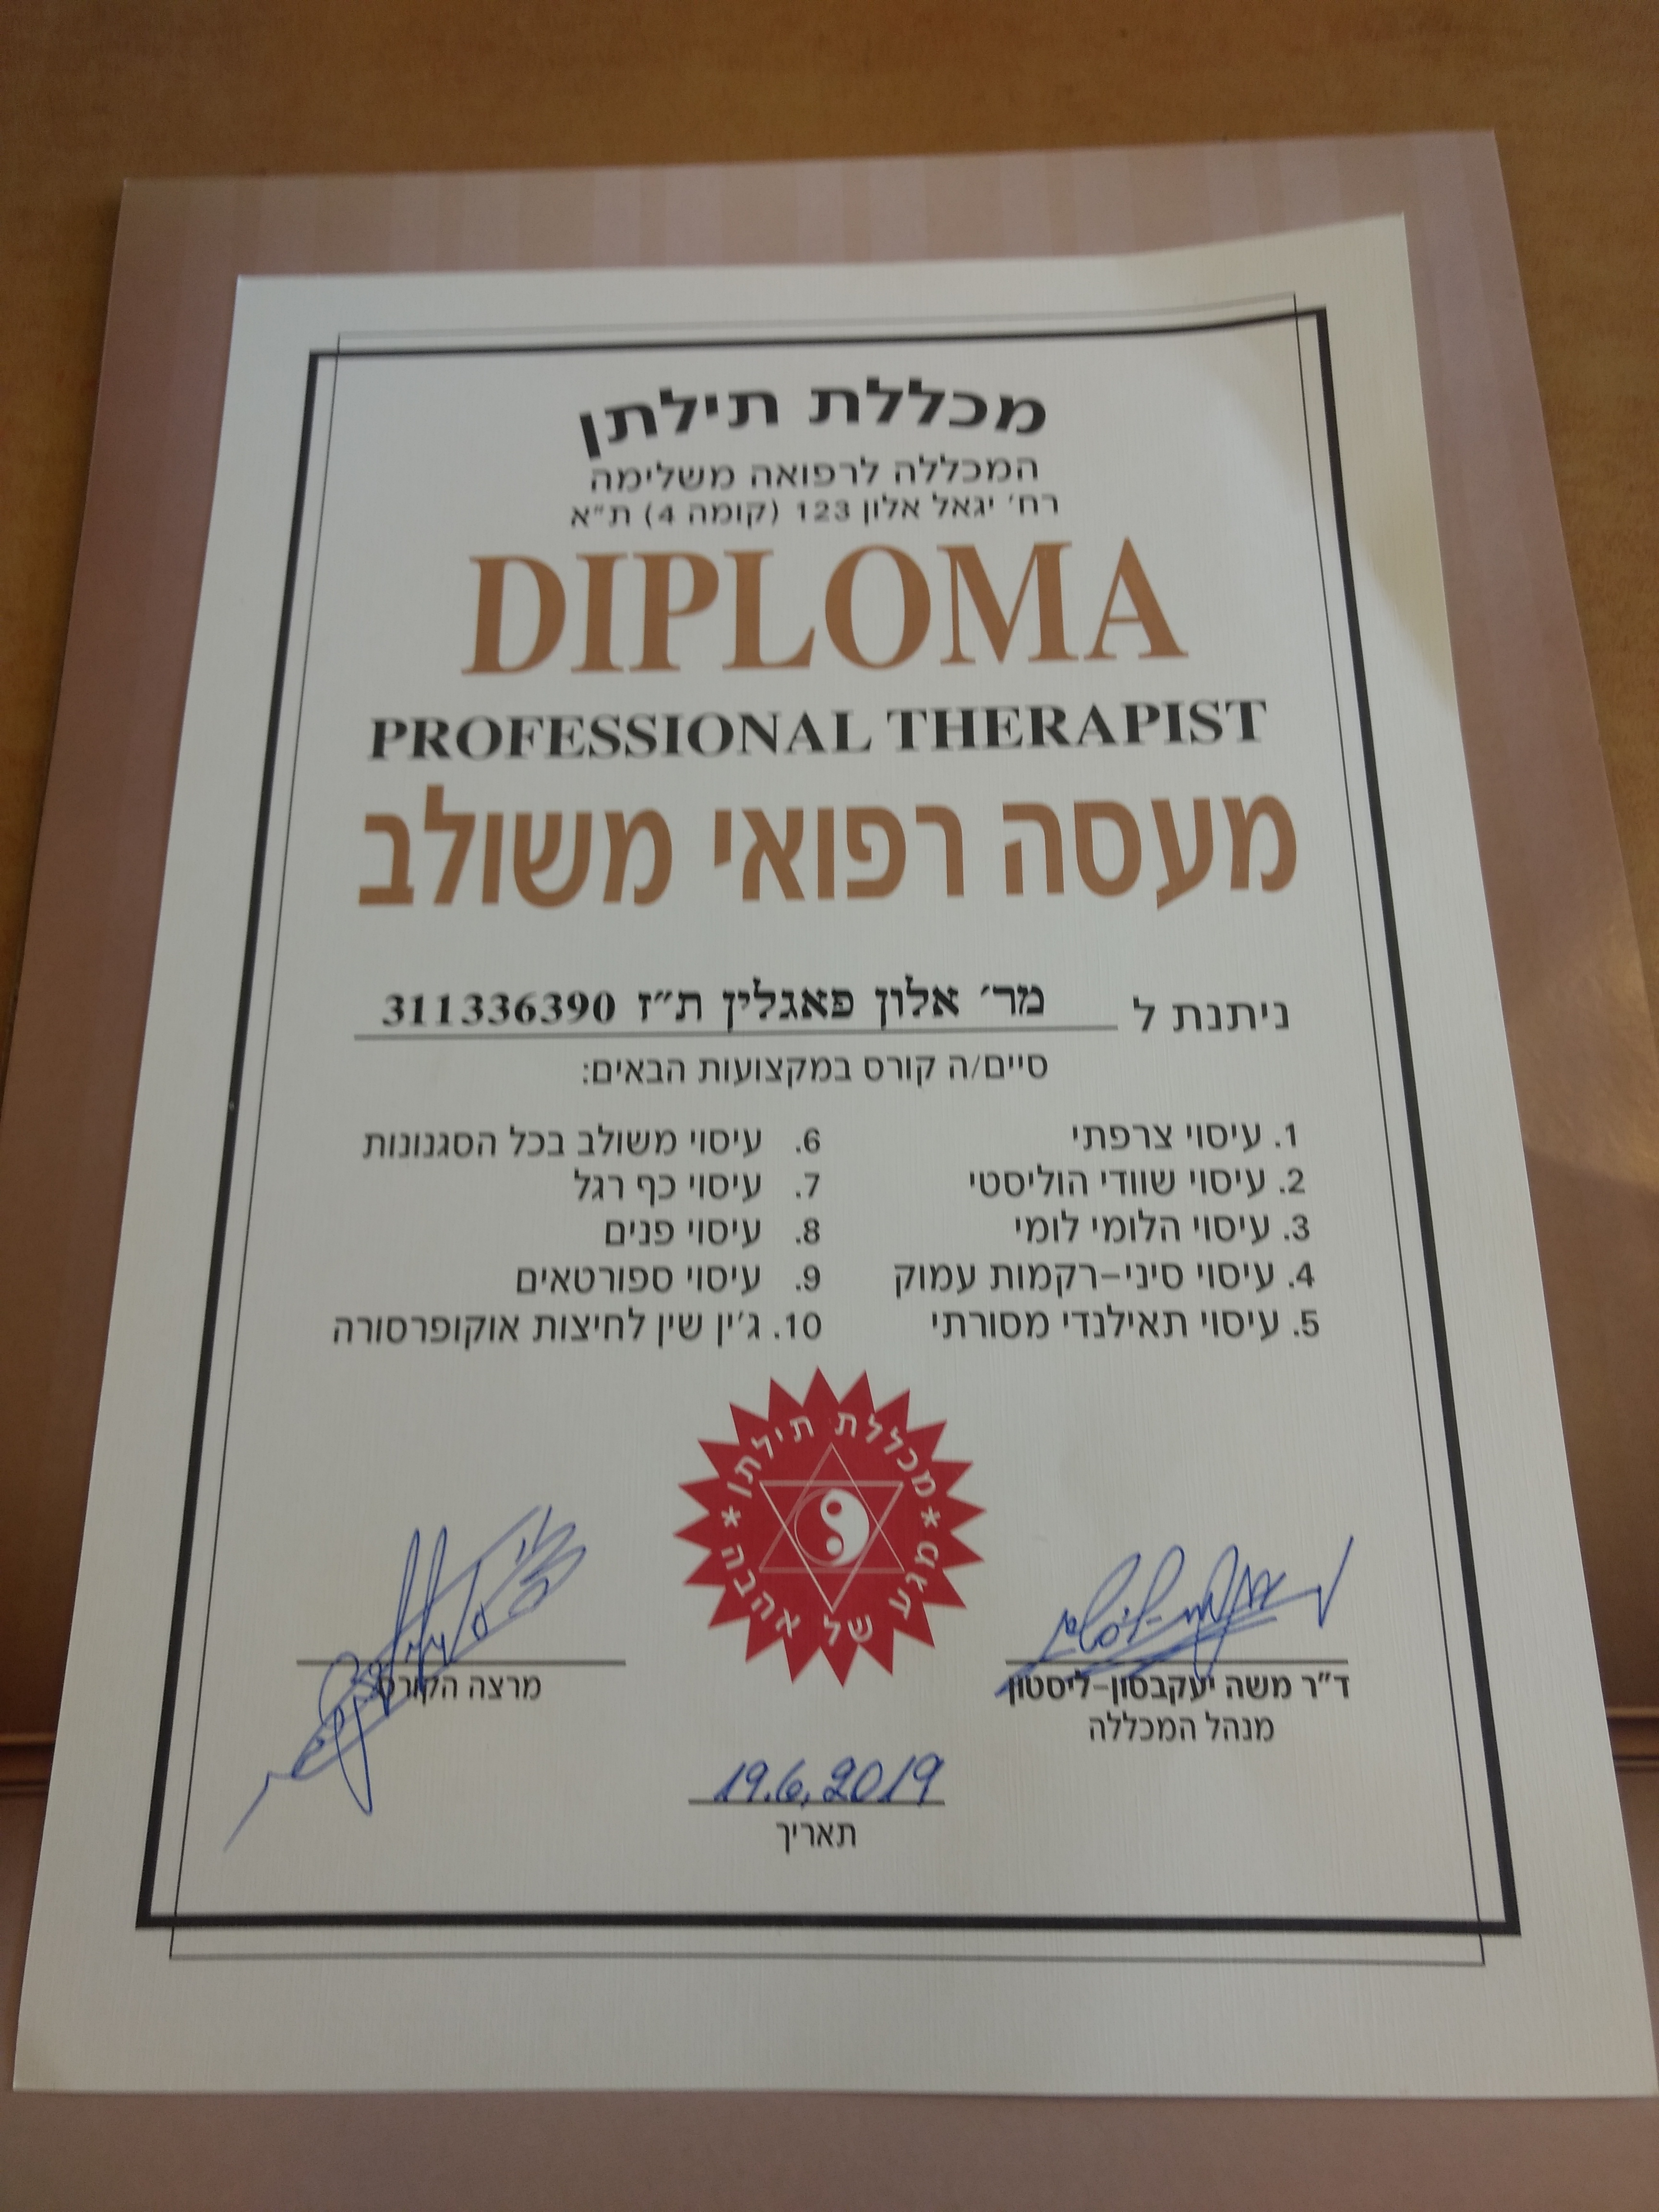 מכללת תילתן
המכללה לרפואה משלימה
רח׳ יגאל אלון 123 (קומה 4) ת״א
DIPLOMA
PROFESSIONAL THERAPIST
מעסה רפואי משולב
ניתנת ל מר׳ אלון פאגלין ת״ז 311336390
סיים/ה קורס במקצועות הבאים:
1. עיסוי צרפתי
2. עיסוי שוודי הוליסטי
3. עיסוי הלומי לומי
4. עיסוי סיני-רקמות עמוק
5. עיסוי תאילנדי מסורתי
6. עיסוי משולב בכל הסגנונות
7. עיסוי כף רגל
8. עיסוי פנים
9. עיסוי ספורטאים
10. ג׳ין שין לחיצות אוקופרסורה
מכללת תילתן * מגע של אהבה *
ד״ר משה יעקבסון-ליסטון
מנהל המכללה
מרצה הקורס
19.6.2019
תאריך